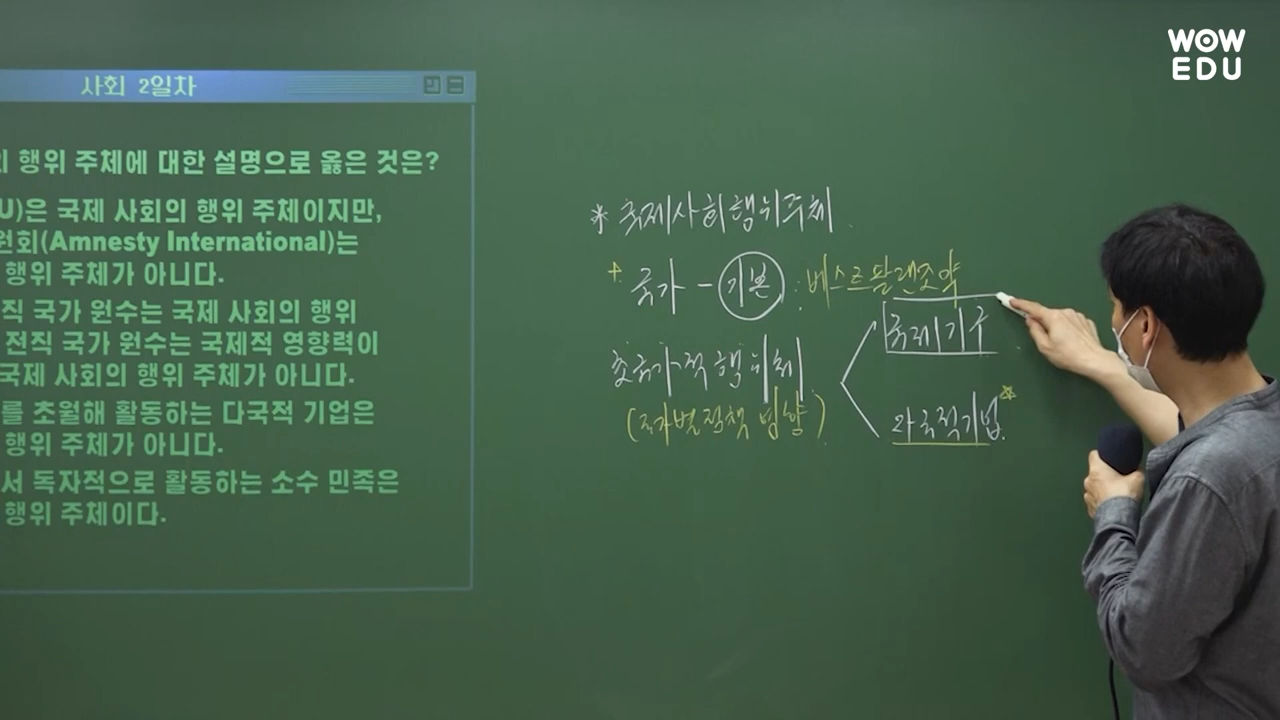 WOW
EDU
사회 2일차
행위 주체에 대한 설명으로 옳은 것은?
U)은 국제 사회의 행위 주체이지만,
원회(Amnesty International)는
행위 주체가 아니다.
직 국가 원수는 국제 사회의 행위
전직 국가 원수는 국제적 영향력이
국제 사회의 행위 주체가 아니다.
를 초월해 활동하는 다국적 기업은
행위 주체가 아니다.
서 독자적으로 활동하는 소수 민족은
행위 주체이다.
* 국제사회행위주체
+ 국가 - 기본 : 베스트팔렌조약
초국가적 행위체
(국가별정책 영향)
국제기구
다국적기업